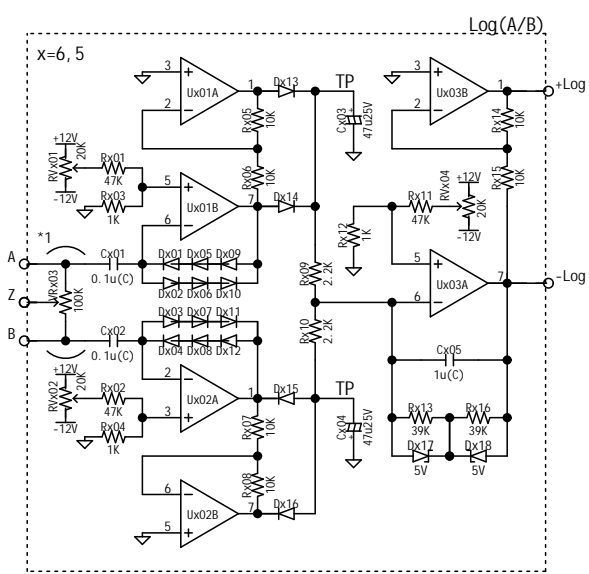 Log(A/B)
x=6,5
3
Ux01A
1
2
Dx13
TP
Cx03
47u25V
Rx05
10K
3
Ux03B
1
2
+Log
Rx14
10K
+12V
RVx01
20K
-12V
Rx01
47K
Rx03
1K
5
Ux01B
7
6
Rx06
10K
Dx14
Rx15
10K
Rx11
47K
RVx04
+12V
20K
-12V
Rx12
1K
A
*1
Cx01
0.1u(C)
Dx01 Dx05 Dx09
Dx02 Dx06 Dx10
Rx09
2.2K
5
Ux03A
7
6
-Log
Z
VRx03
100K
B
Cx02
0.1u(C)
Dx03 Dx07 Dx11
Dx04 Dx08 Dx12
Rx10
2.2K
Cx05
1u(C)
+12V
RVx02
20K
-12V
Rx02
47K
Rx04
1K
2
Ux02A
1
3
Dx15
TP
Cx04
47u25V
Rx07
10K
Rx13
39K
Rx16
39K
Dx17
5V
Dx18
5V
6
Ux02B
7
5
Rx08
10K
Dx16